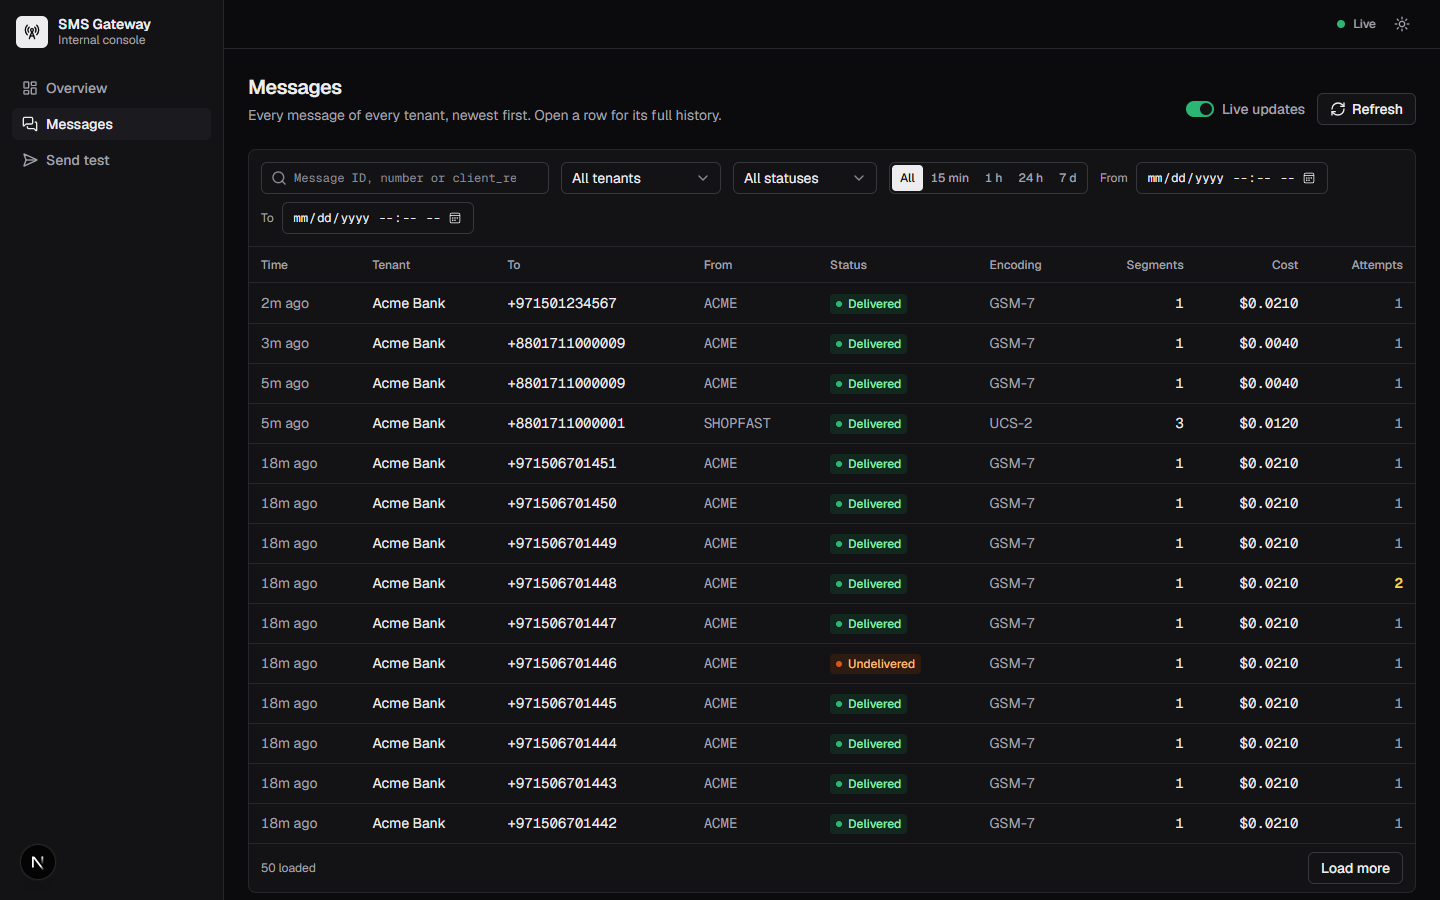 SMS Gateway
Internal console
Overview
Messages
Send test
Live
Messages
Every message of every tenant, newest first. Open a row for its full history.
Live updates
Refresh
Message ID, number or client_re
All tenants
All statuses
All 15 min 1 h 24 h 7 d
From mm/dd/yyyy --:-- --
To mm/dd/yyyy --:-- --
Time Tenant To From Status Encoding Segments Cost Attempts
2m ago Acme Bank +971501234567 ACME Delivered GSM-7 1 $0.0210 1
3m ago Acme Bank +8801711000009 ACME Delivered GSM-7 1 $0.0040 1
5m ago Acme Bank +8801711000009 ACME Delivered GSM-7 1 $0.0040 1
5m ago Acme Bank +8801711000001 SHOPFAST Delivered UCS-2 3 $0.0120 1
18m ago Acme Bank +971506701451 ACME Delivered GSM-7 1 $0.0210 1
18m ago Acme Bank +971506701450 ACME Delivered GSM-7 1 $0.0210 1
18m ago Acme Bank +971506701449 ACME Delivered GSM-7 1 $0.0210 1
18m ago Acme Bank +971506701448 ACME Delivered GSM-7 1 $0.0210 2
18m ago Acme Bank +971506701447 ACME Delivered GSM-7 1 $0.0210 1
18m ago Acme Bank +971506701446 ACME Undelivered GSM-7 1 $0.0210 1
18m ago Acme Bank +971506701445 ACME Delivered GSM-7 1 $0.0210 1
18m ago Acme Bank +971506701444 ACME Delivered GSM-7 1 $0.0210 1
18m ago Acme Bank +971506701443 ACME Delivered GSM-7 1 $0.0210 1
18m ago Acme Bank +971506701442 ACME Delivered GSM-7 1 $0.0210 1
50 loaded
Load more
N